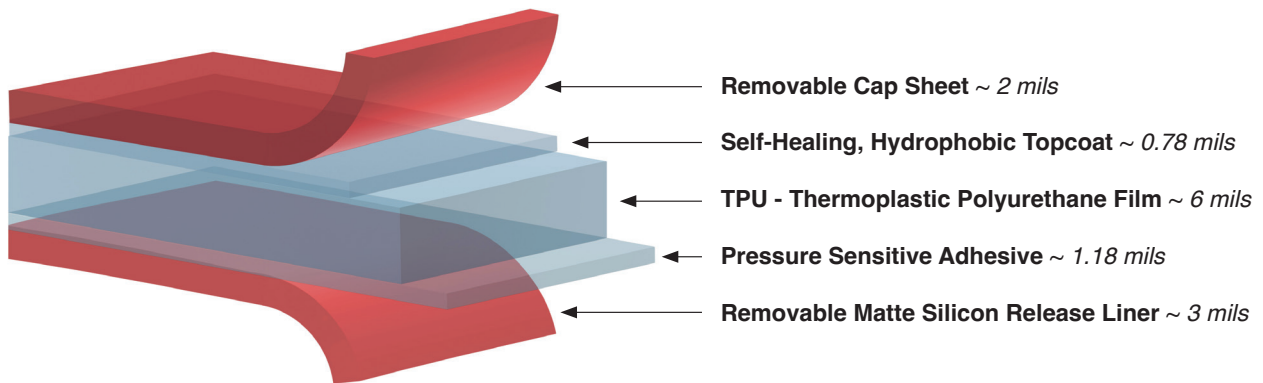 Removable Cap Sheet ~ 2 mils
Self-Healing, Hydrophobic Topcoat ~ 0.78 mils
TPU - Thermoplastic Polyurethane Film ~ 6 mils
Pressure Sensitive Adhesive ~ 1.18 mils
Removable Matte Silicon Release Liner ~ 3 mils